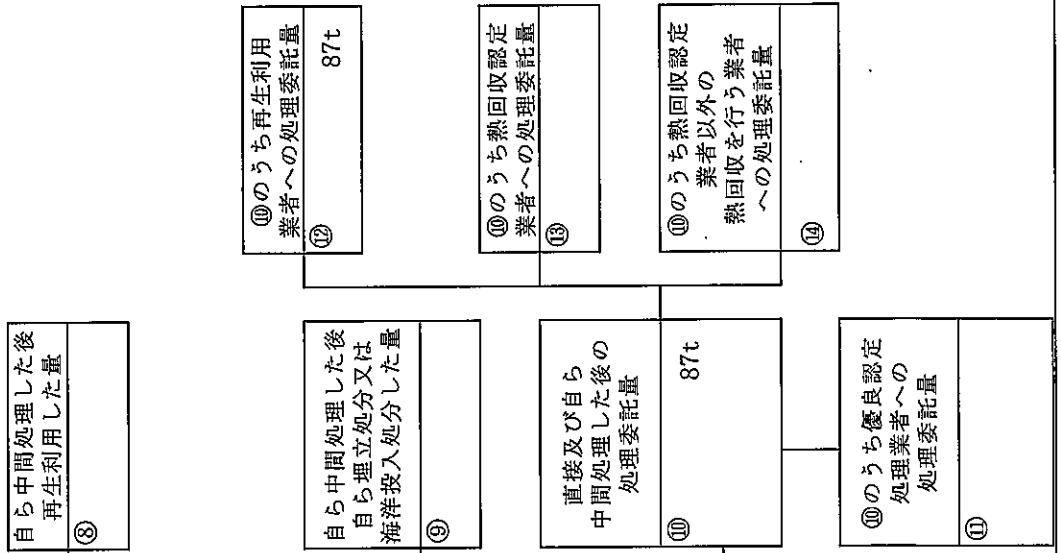 自ら中間処理した後
再生利用した量
⑧
自ら中間処理した後
自ら埋立処分又は
海洋投入処分した量
⑨
直接及び自ら
中間処理した後の
処理委託量
⑩
87t
⑩のうち優良認定
処理業者への
処理委託量
⑪
⑩のうち再生利用
業者への処理委託量
⑫
87t
⑩のうち熱回収認定
業者への処理委託量
⑬
⑩のうち熱回収認定
業者以外の
熱回収を行う業者
への処理委託量
⑭